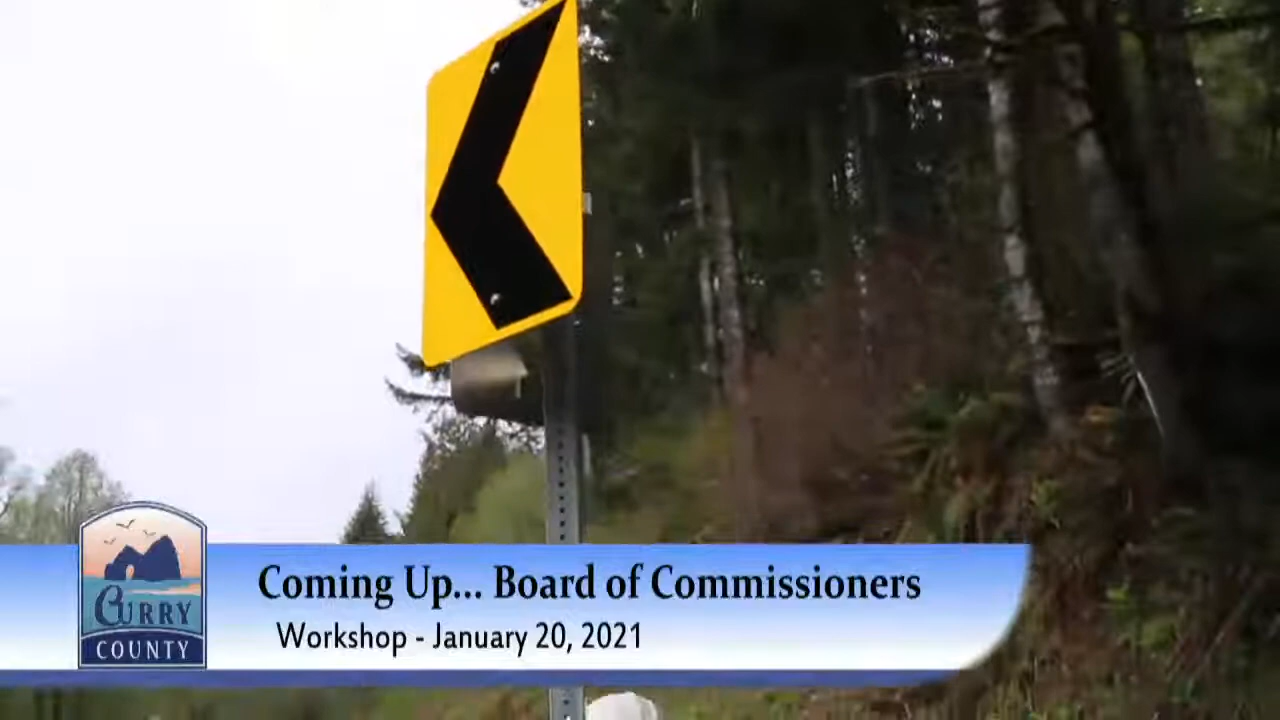 Coming Up... Board of Commissioners
Workshop - January 20, 2021
CURRY
COUNTY